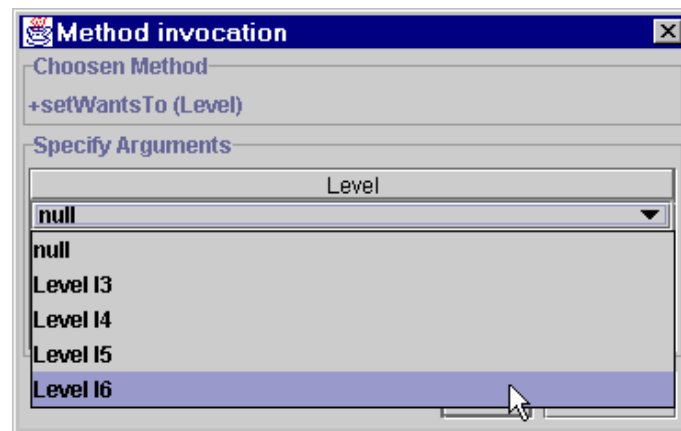 Method invocation
Choosen Method
+setWantsTo (Level)
Specify Arguments
Level
null
null
Level l3
Level l4
Level l5
Level l6